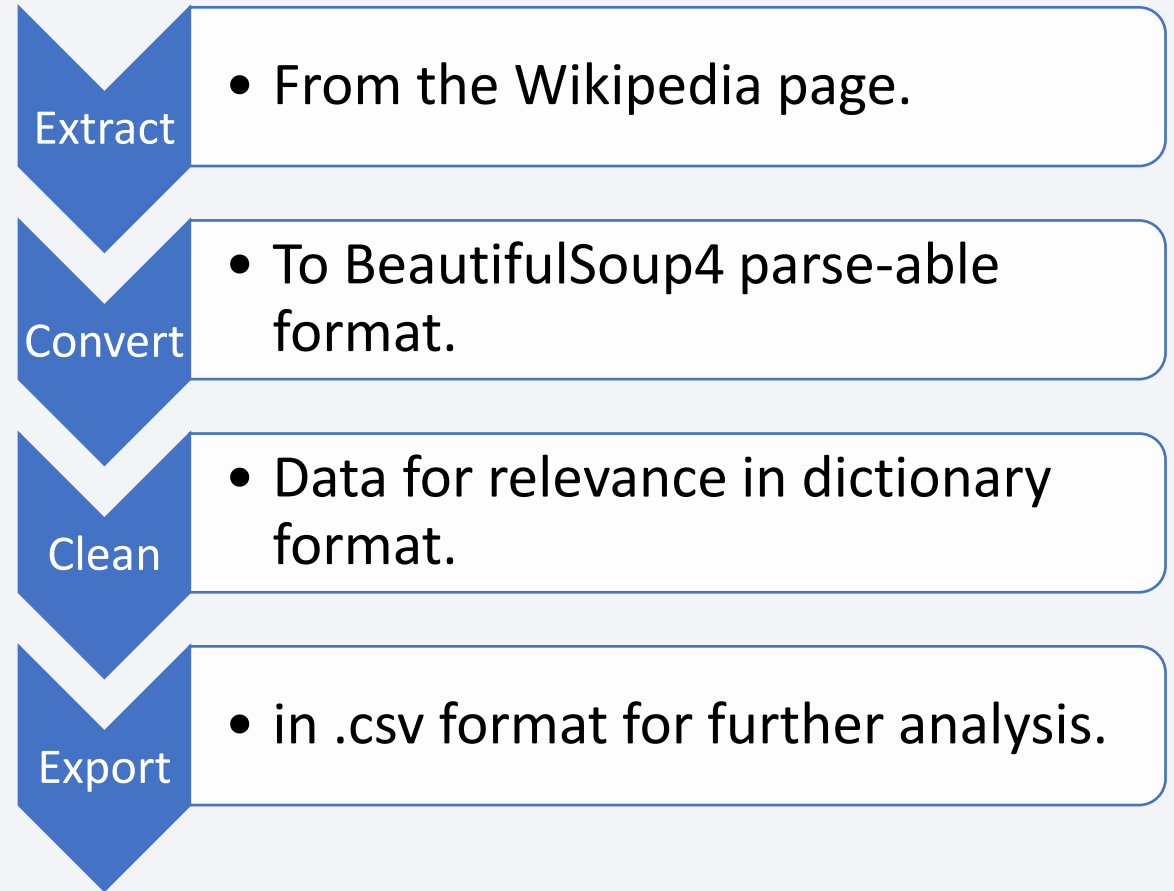 Extract
• From the Wikipedia page.
Convert
• To BeautifulSoup4 parse-able
format.
Clean
• Data for relevance in dictionary
format.
Export
• in .csv format for further analysis.